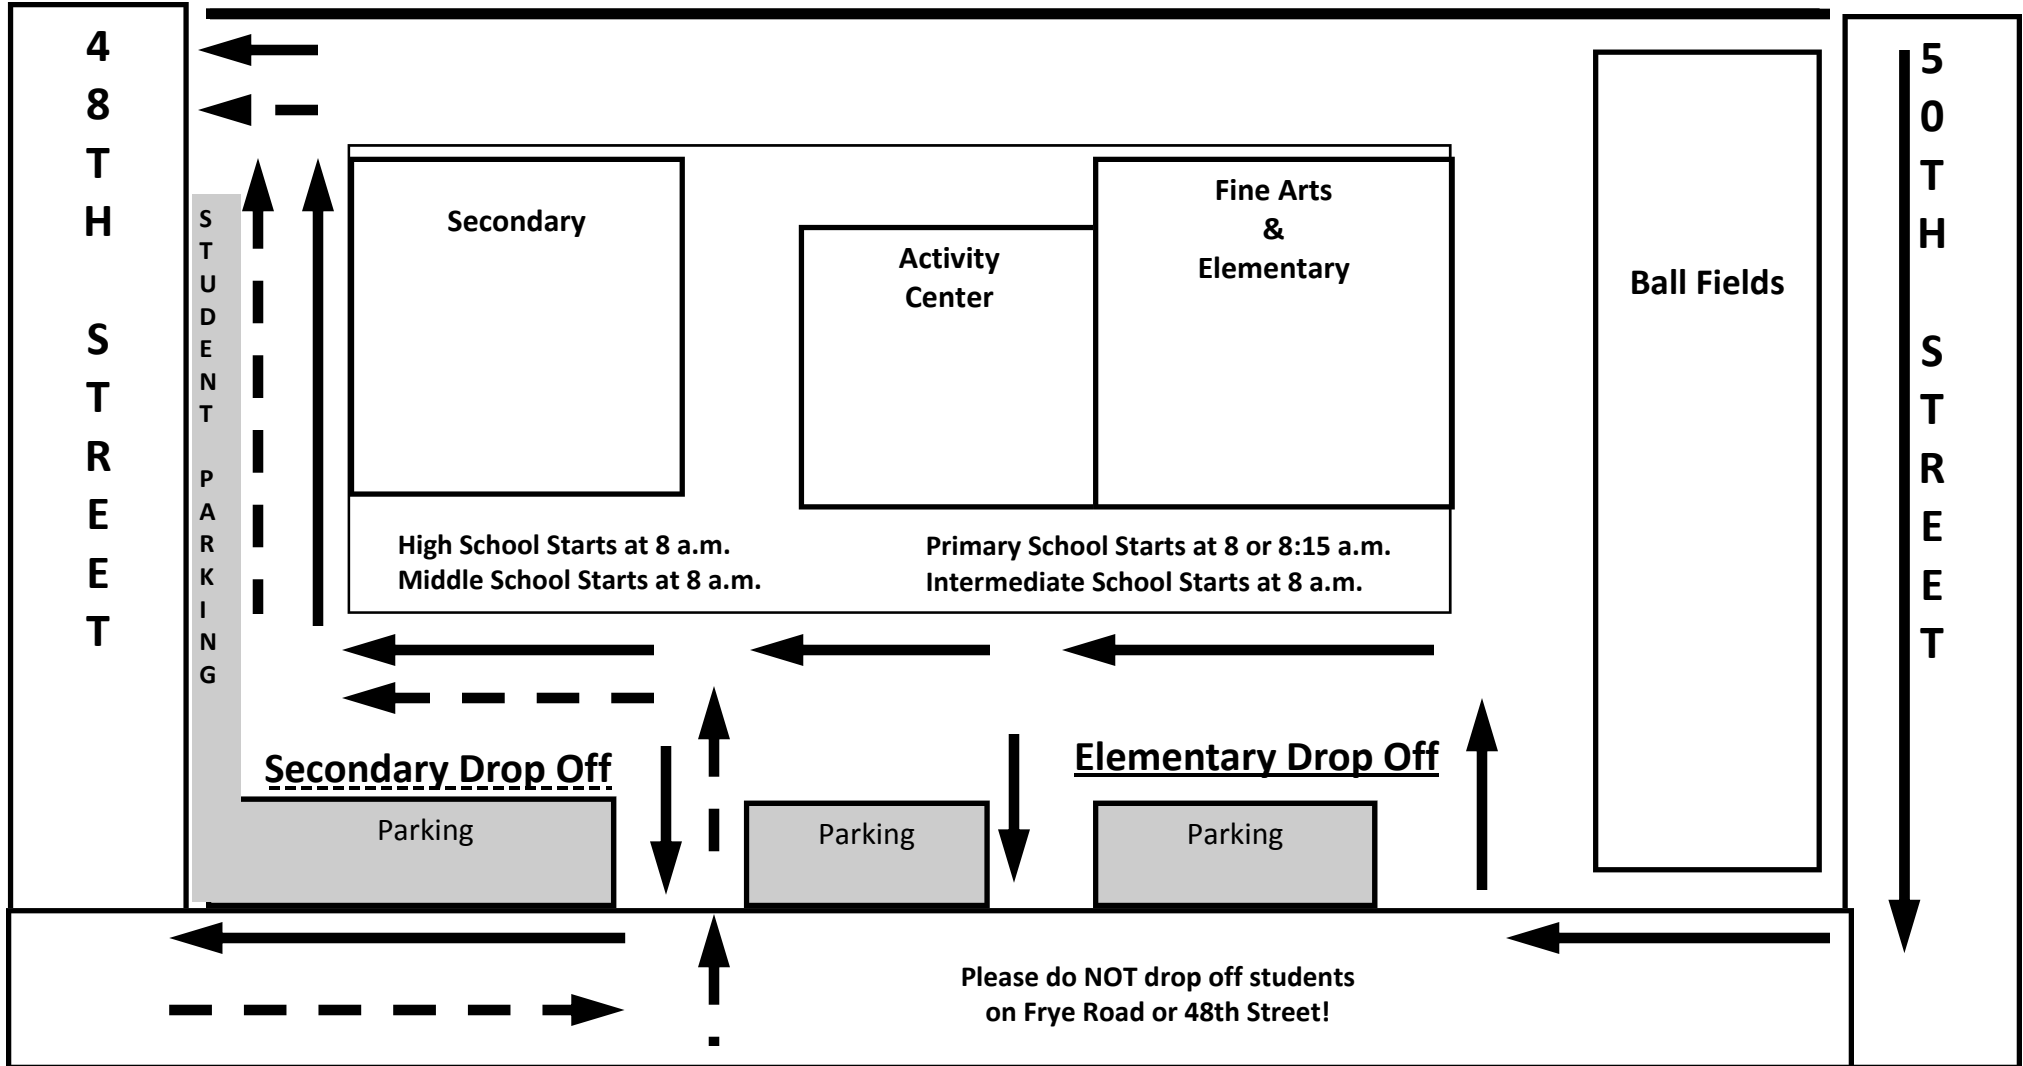 48TH STREET
STUDENT PARKING
Secondary
Activity
Center
Fine Arts
&
Elementary
Ball Fields
50TH STREET
High School Starts at 8 a.m.
Middle School Starts at 8 a.m.
Primary School Starts at 8 or 8:15 a.m.
Intermediate School Starts at 8 a.m.
Secondary Drop Off
Elementary Drop Off
Parking
Parking
Parking
Please do NOT drop off students
on Frye Road or 48th Street!